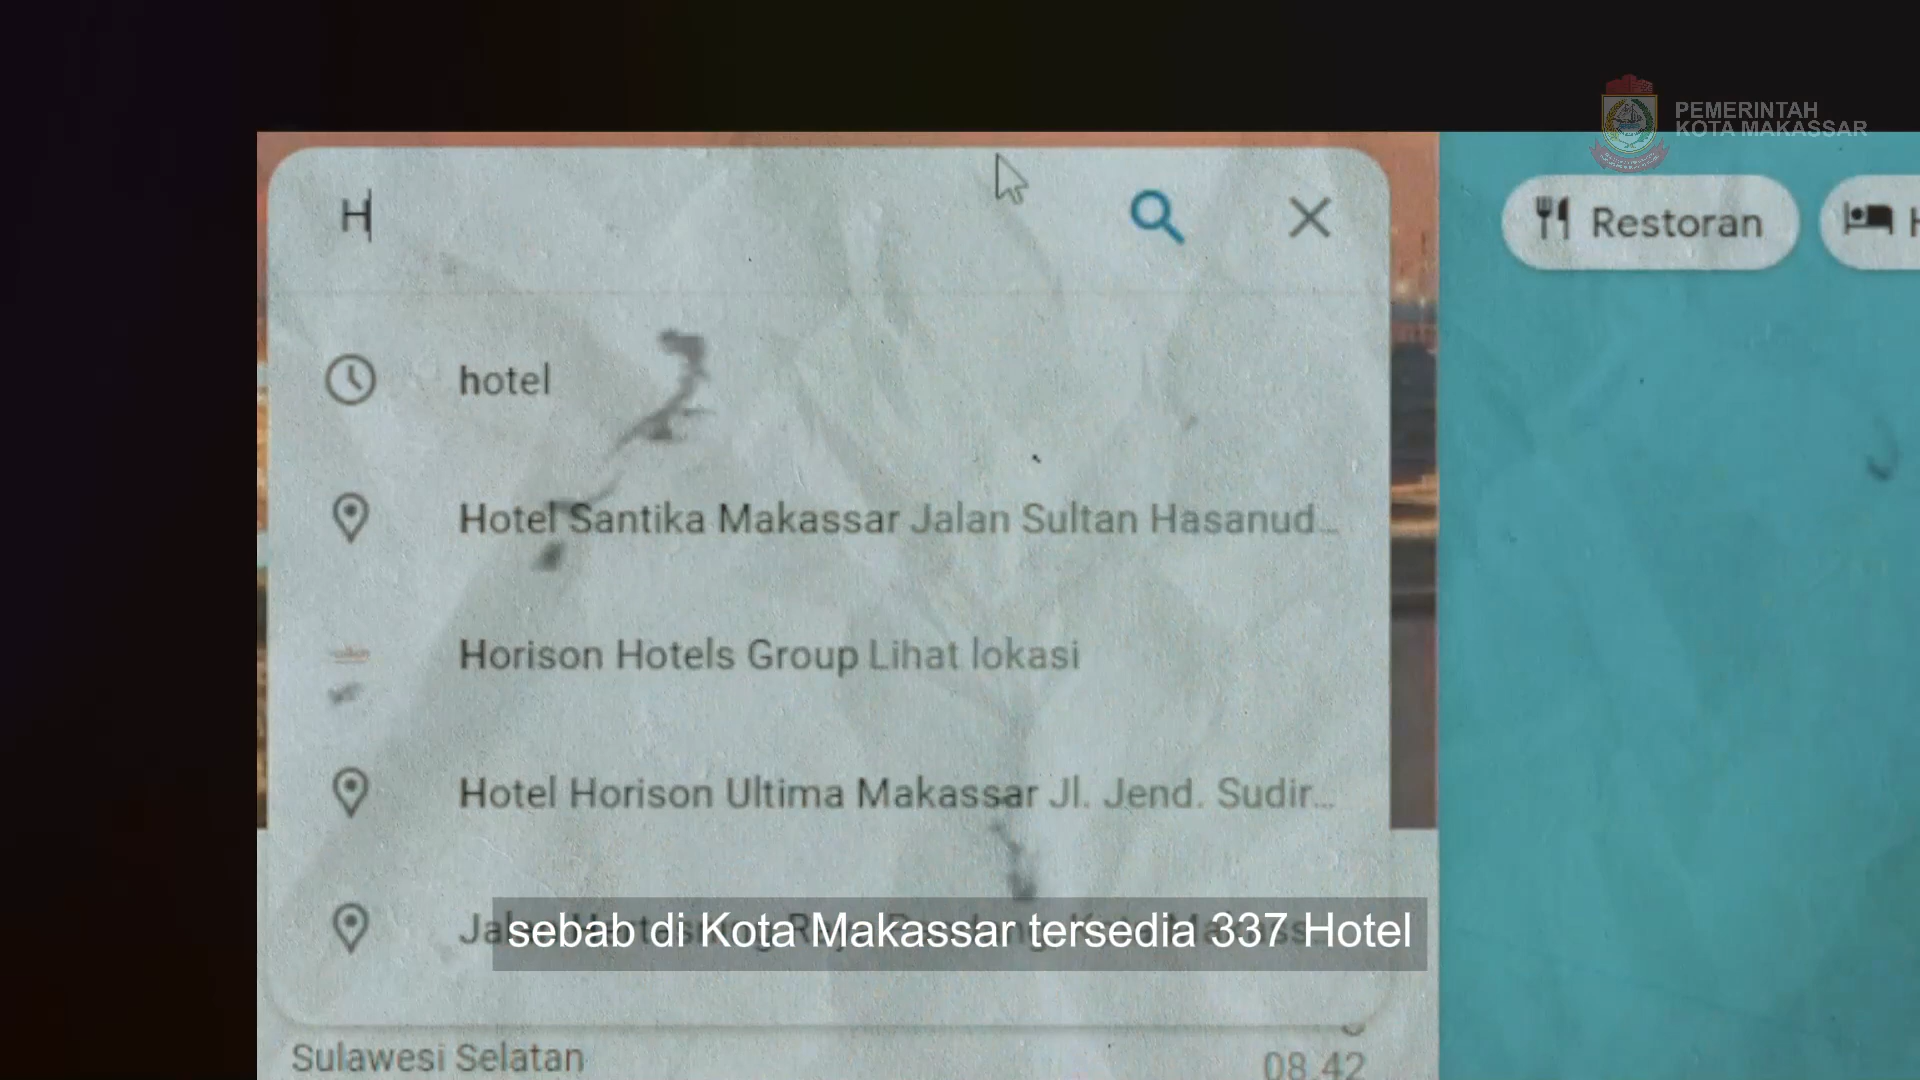 PEMERINTAH
KOTA MAKASSAR
H
Restoran
hotel
Hotel Santika Makassar Jalan Sultan Hasanud...
Horison Hotels Group Lihat lokasi
Hotel Horison Ultima Makassar Jl. Jend. Sudir...
sebab di Kota Makassar tersedia 337 Hotel
Sulawesi Selatan
08.42